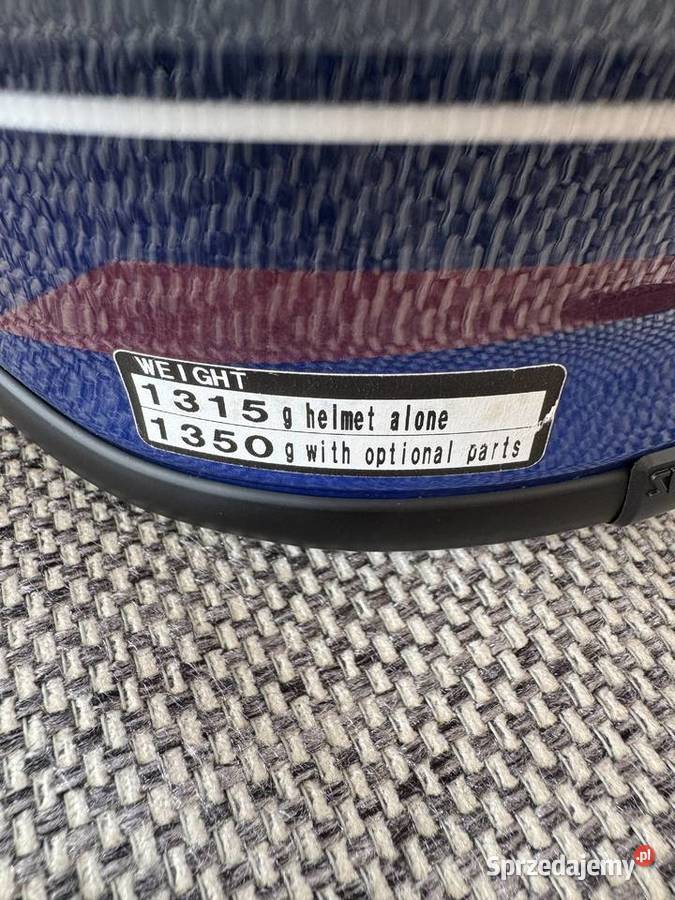 WEIGHT
1315 g helmet alone
1350 g with optional parts
Sprzedajemy.pl